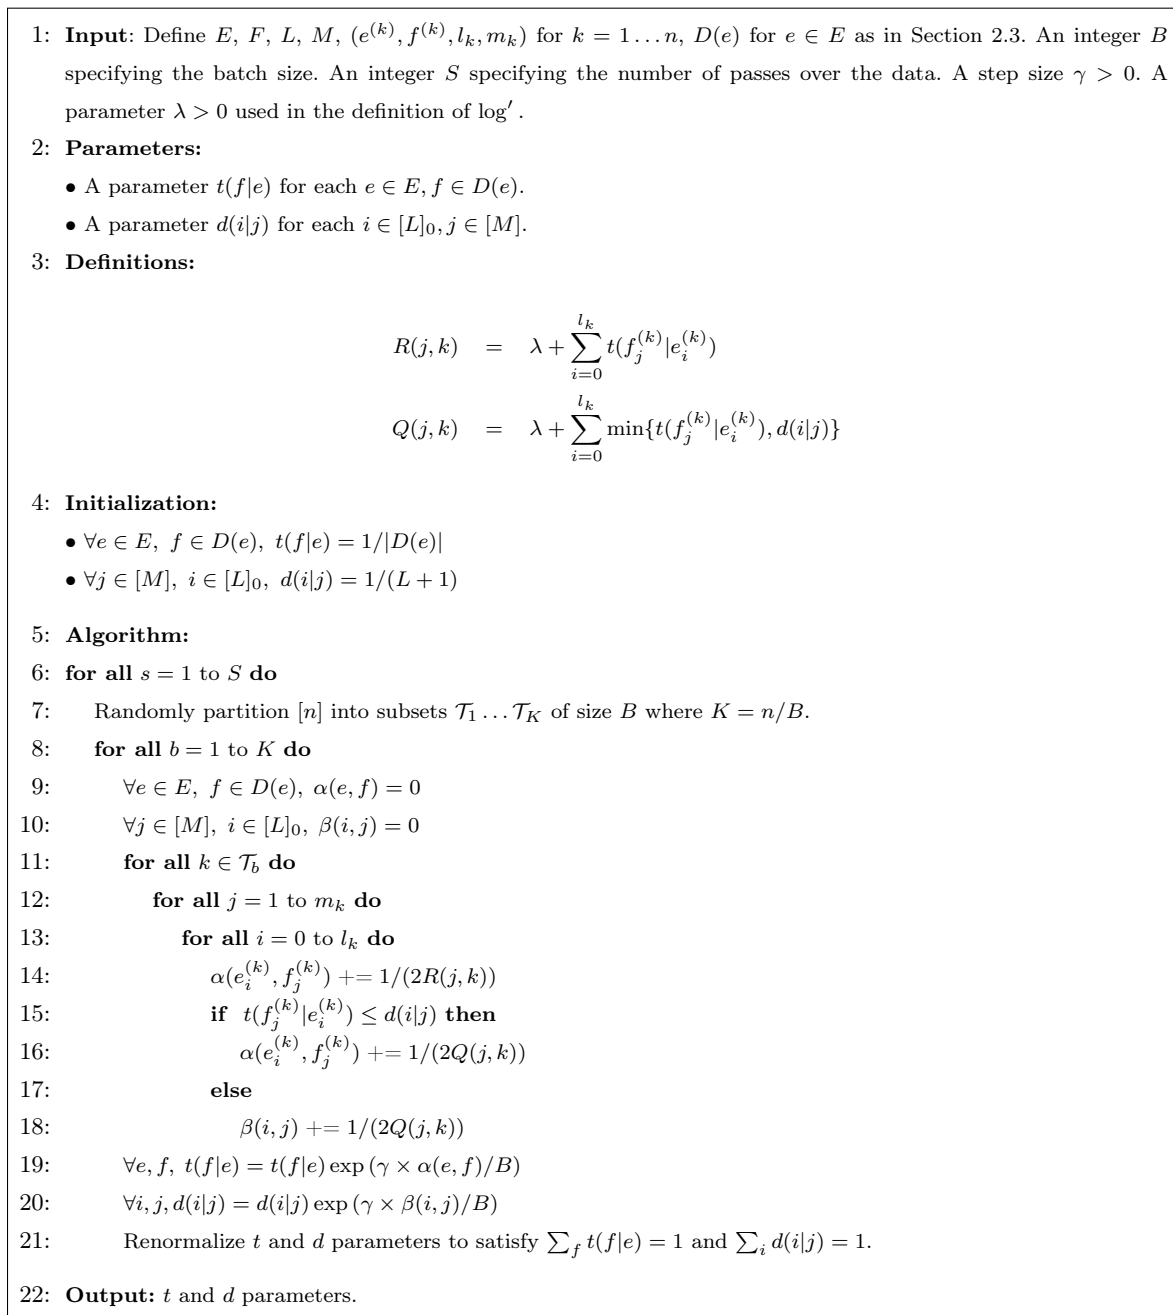 1: Input: Define E, F, L, M, (e^{(k)}, f^{(k)}, l_k, m_k) for k = 1 . . . n, D(e) for e ∈ E as in Section 2.3. An integer B
specifying the batch size. An integer S specifying the number of passes over the data. A step size γ > 0. A
parameter λ > 0 used in the definition of log′ .
2: Parameters:
• A parameter t(f|e) for each e ∈ E, f ∈ D(e).
• A parameter d(i|j) for each i ∈ [L]_0, j ∈ [M].
3: Definitions:
R(j, k) = λ + \sum_{i=0}^{l_k} t(f_j^{(k)}|e_i^{(k)})
Q(j, k) = λ + \sum_{i=0}^{l_k} min{t(f_j^{(k)}|e_i^{(k)}), d(i|j)}
4: Initialization:
• ∀e ∈ E, f ∈ D(e), t(f|e) = 1/|D(e)|
• ∀j ∈ [M], i ∈ [L]_0, d(i|j) = 1/(L + 1)
5: Algorithm:
6: for all s = 1 to S do
7: Randomly partition [n] into subsets 𝒯_1 . . . 𝒯_K of size B where K = n/B.
8: for all b = 1 to K do
9: ∀e ∈ E, f ∈ D(e), α(e, f) = 0
10: ∀j ∈ [M], i ∈ [L]_0, β(i, j) = 0
11: for all k ∈ 𝒯_b do
12: for all j = 1 to m_k do
13: for all i = 0 to l_k do
14: α(e_i^{(k)}, f_j^{(k)}) += 1/(2R(j, k))
15: if t(f_j^{(k)}|e_i^{(k)}) ≤ d(i|j) then
16: α(e_i^{(k)}, f_j^{(k)}) += 1/(2Q(j, k))
17: else
18: β(i, j) += 1/(2Q(j, k))
19: ∀e, f, t(f|e) = t(f|e) exp (γ × α(e, f)/B)
20: ∀i, j, d(i|j) = d(i|j) exp (γ × β(i, j)/B)
21: Renormalize t and d parameters to satisfy \sum_f t(f|e) = 1 and \sum_i d(i|j) = 1.
22: Output: t and d parameters.